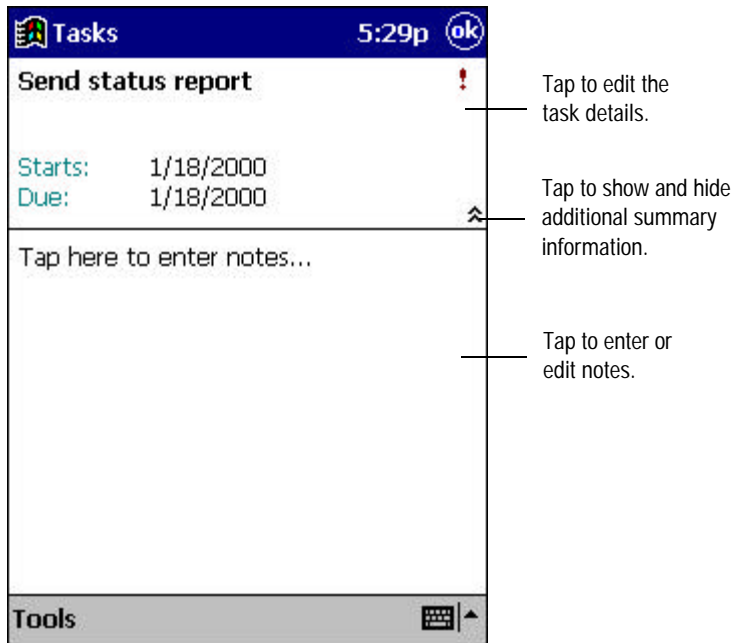 Tasks 5:29p ok
Send status report !
Starts: 1/18/2000
Due: 1/18/2000
Tap here to enter notes...
Tools
Tap to edit the
task details.
Tap to show and hide
additional summary
information.
Tap to enter or
edit notes.